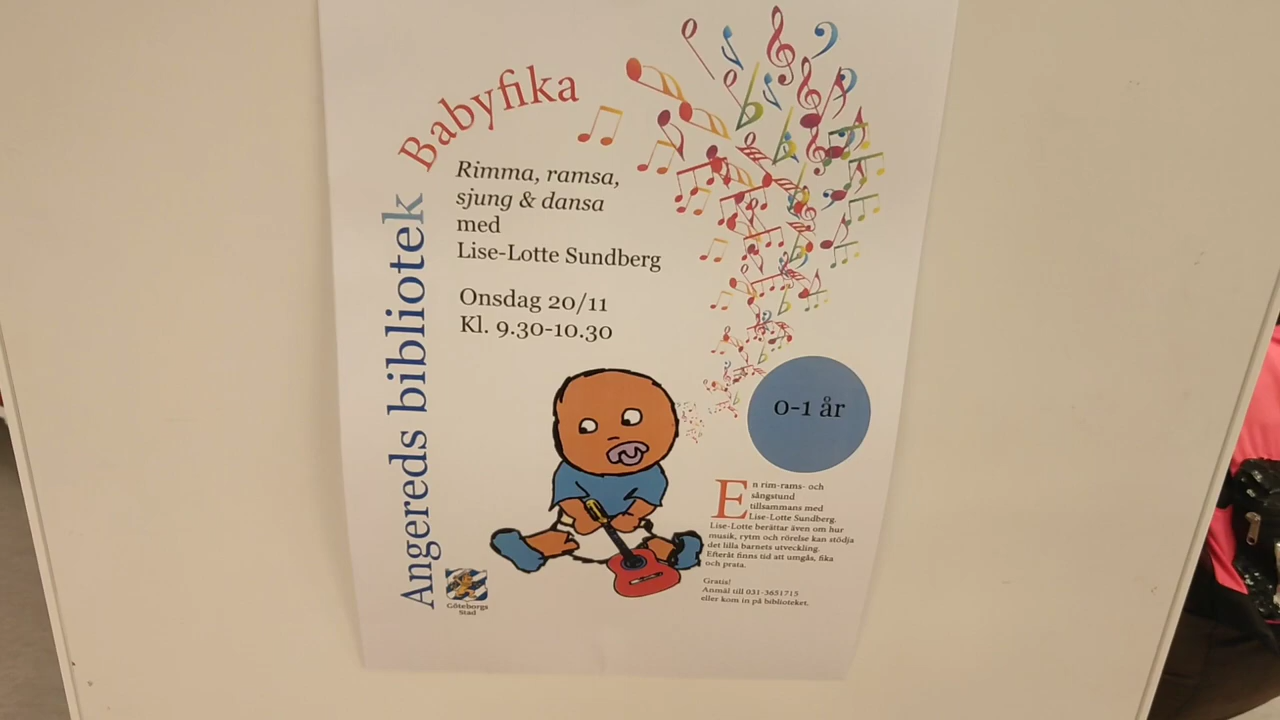 Angereds bibliotek
Babyfika
Rimma, ramsa,
sjung & dansa
med
Lise-Lotte Sundberg
Onsdag 20/11
Kl. 9.30-10.30
0-1 år
En rim-rams- och
sångstund
tillsammans med
Lise-Lotte Sundberg.
Lise-Lotte berättar även om hur
musik, rytm och rörelse kan stödja
det lilla barnets utveckling.
Efteråt finns tid att umgås, fika
och prata.
Gratis!
Anmäl till 031-3651715
eller kom in på biblioteket.
Göteborgs
Stad